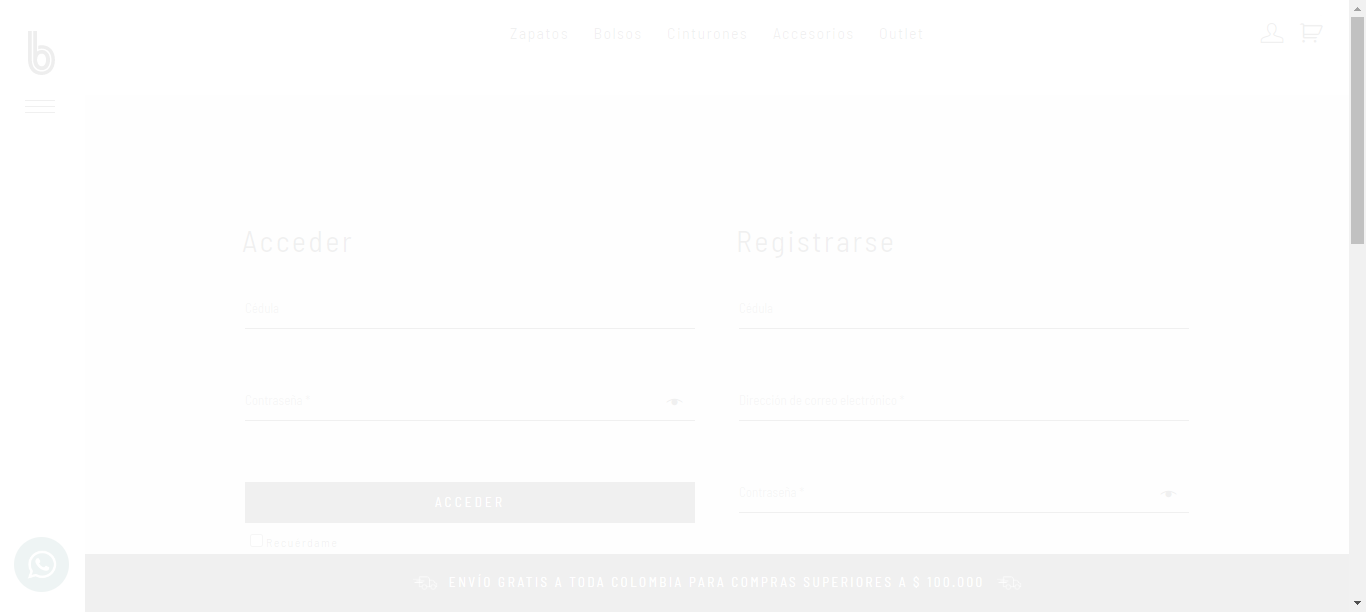 b
Zapatos Bolsos Cinturones Accesorios Outlet
Acceder
Registrarse
Cédula
Cédula
Contraseña *
Dirección de correo electrónico *
ACCEDER
Contraseña *
Recuérdame
ENVÍO GRATIS A TODA COLOMBIA PARA COMPRAS SUPERIORES A $ 100,000